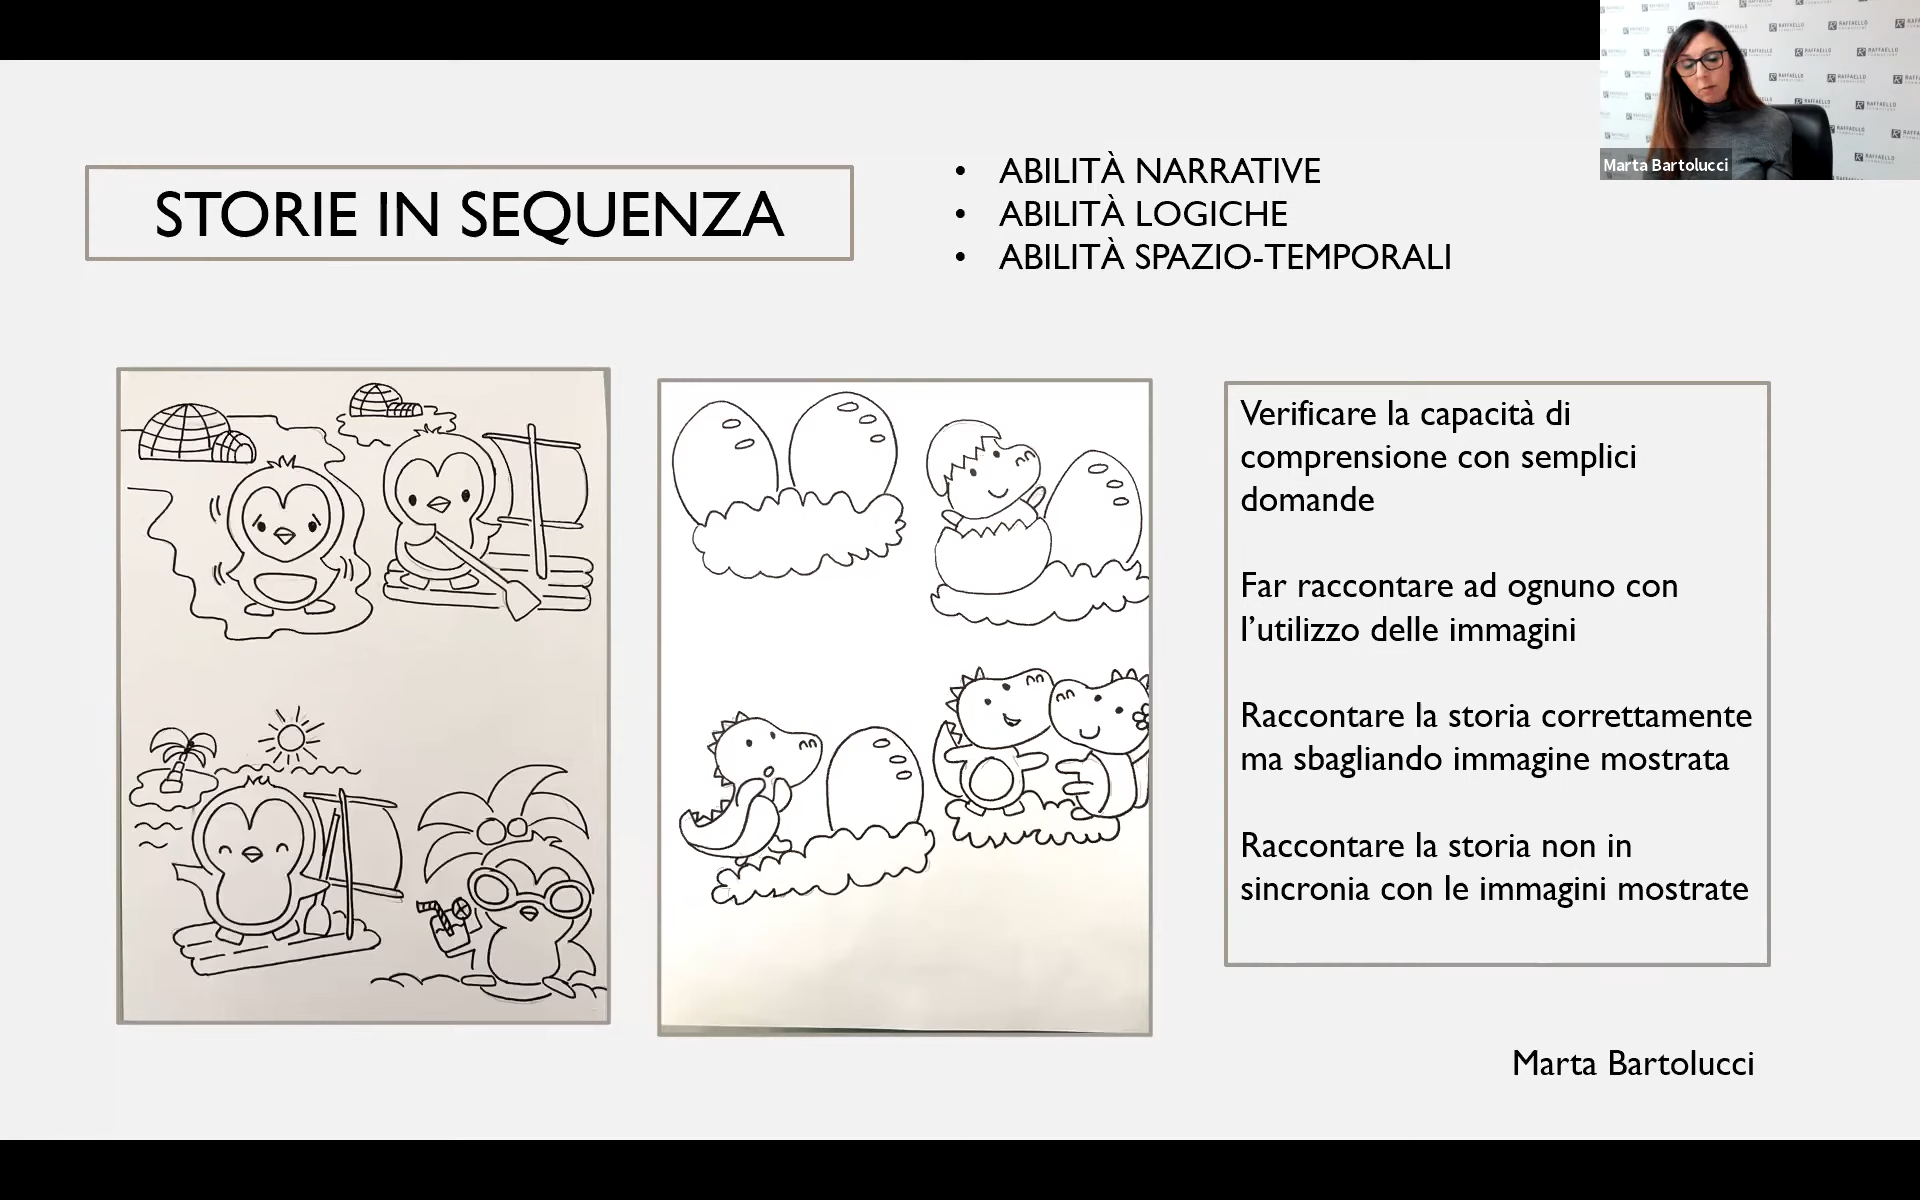 STORIE IN SEQUENZA
• ABILITÀ NARRATIVE
• ABILITÀ LOGICHE
• ABILITÀ SPAZIO-TEMPORALI
RAFFAELLO
FORMAZIONE
Marta Bartolucci
Verificare la capacità di
comprensione con semplici
domande
Far raccontare ad ognuno con
l’utilizzo delle immagini
Raccontare la storia correttamente
ma sbagliando immagine mostrata
Raccontare la storia non in
sincronia con le immagini mostrate
Marta Bartolucci